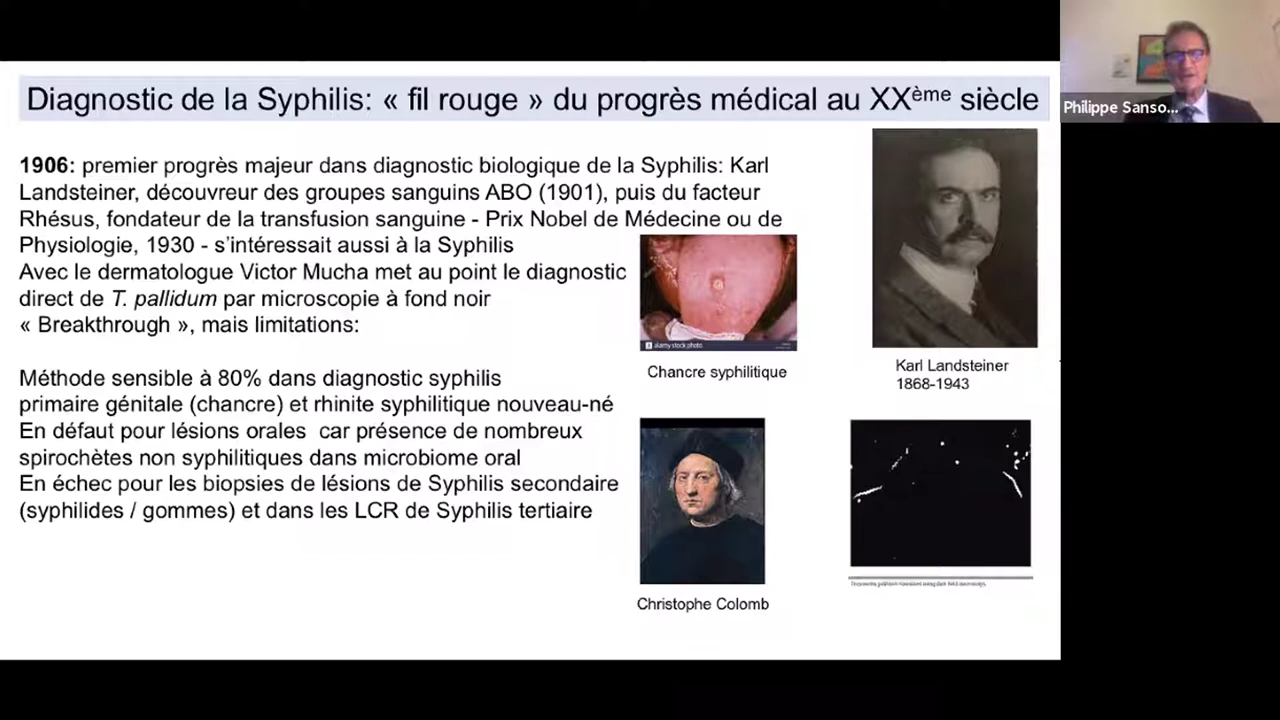 Diagnostic de la Syphilis: « fil rouge » du progrès médical au XXème siècle
Philippe Sanso...
1906: premier progrès majeur dans diagnostic biologique de la Syphilis: Karl
Landsteiner, découvreur des groupes sanguins ABO (1901), puis du facteur
Rhésus, fondateur de la transfusion sanguine - Prix Nobel de Médecine ou de
Physiologie, 1930 - s'intéressait aussi à la Syphilis
Avec le dermatologue Victor Mucha met au point le diagnostic
direct de T. pallidum par microscopie à fond noir
« Breakthrough », mais limitations:
Méthode sensible à 80% dans diagnostic syphilis
primaire génitale (chancre) et rhinite syphilitique nouveau-né
En défaut pour lésions orales car présence de nombreux
spirochètes non syphilitiques dans microbiome oral
En échec pour les biopsies de lésions de Syphilis secondaire
(syphilides / gommes) et dans les LCR de Syphilis tertiaire
alamy stock photo
Chancre syphilitique
Karl Landsteiner
1868-1943
Christophe Colomb